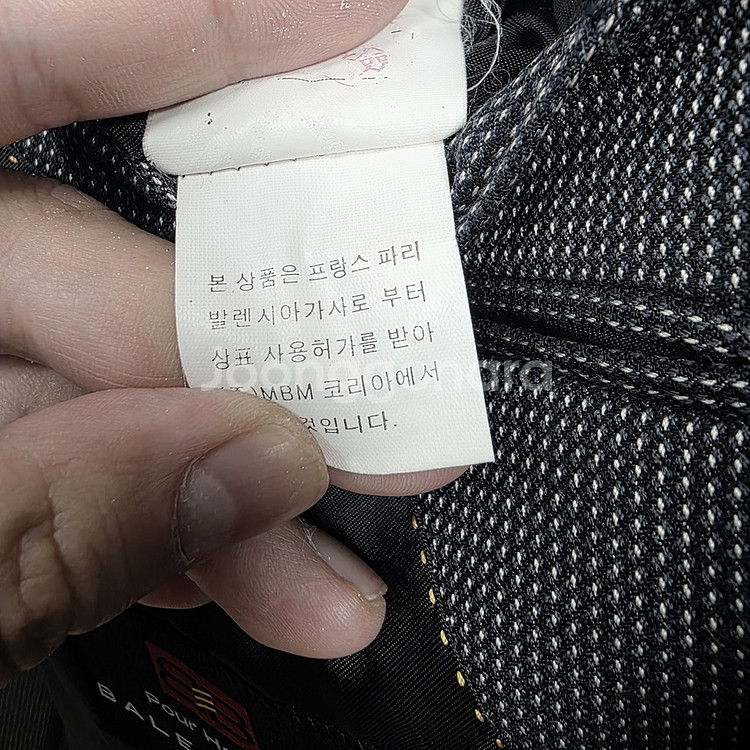 본 상품은 프랑스 파리
발렌시아가사로 부터
상표 사용허가를 받아
MBM 코리아에서
것입니다.
Joonggonara
POUR
BALE